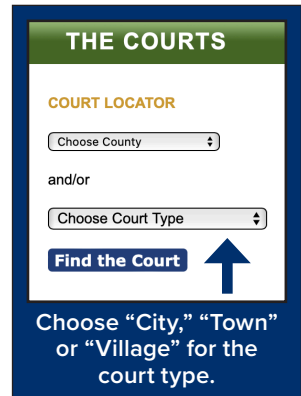 THE COURTS
COURT LOCATOR
Choose County
and/or
Choose Court Type
Find the Court
Choose “City,” “Town”
or “Village” for the
court type.